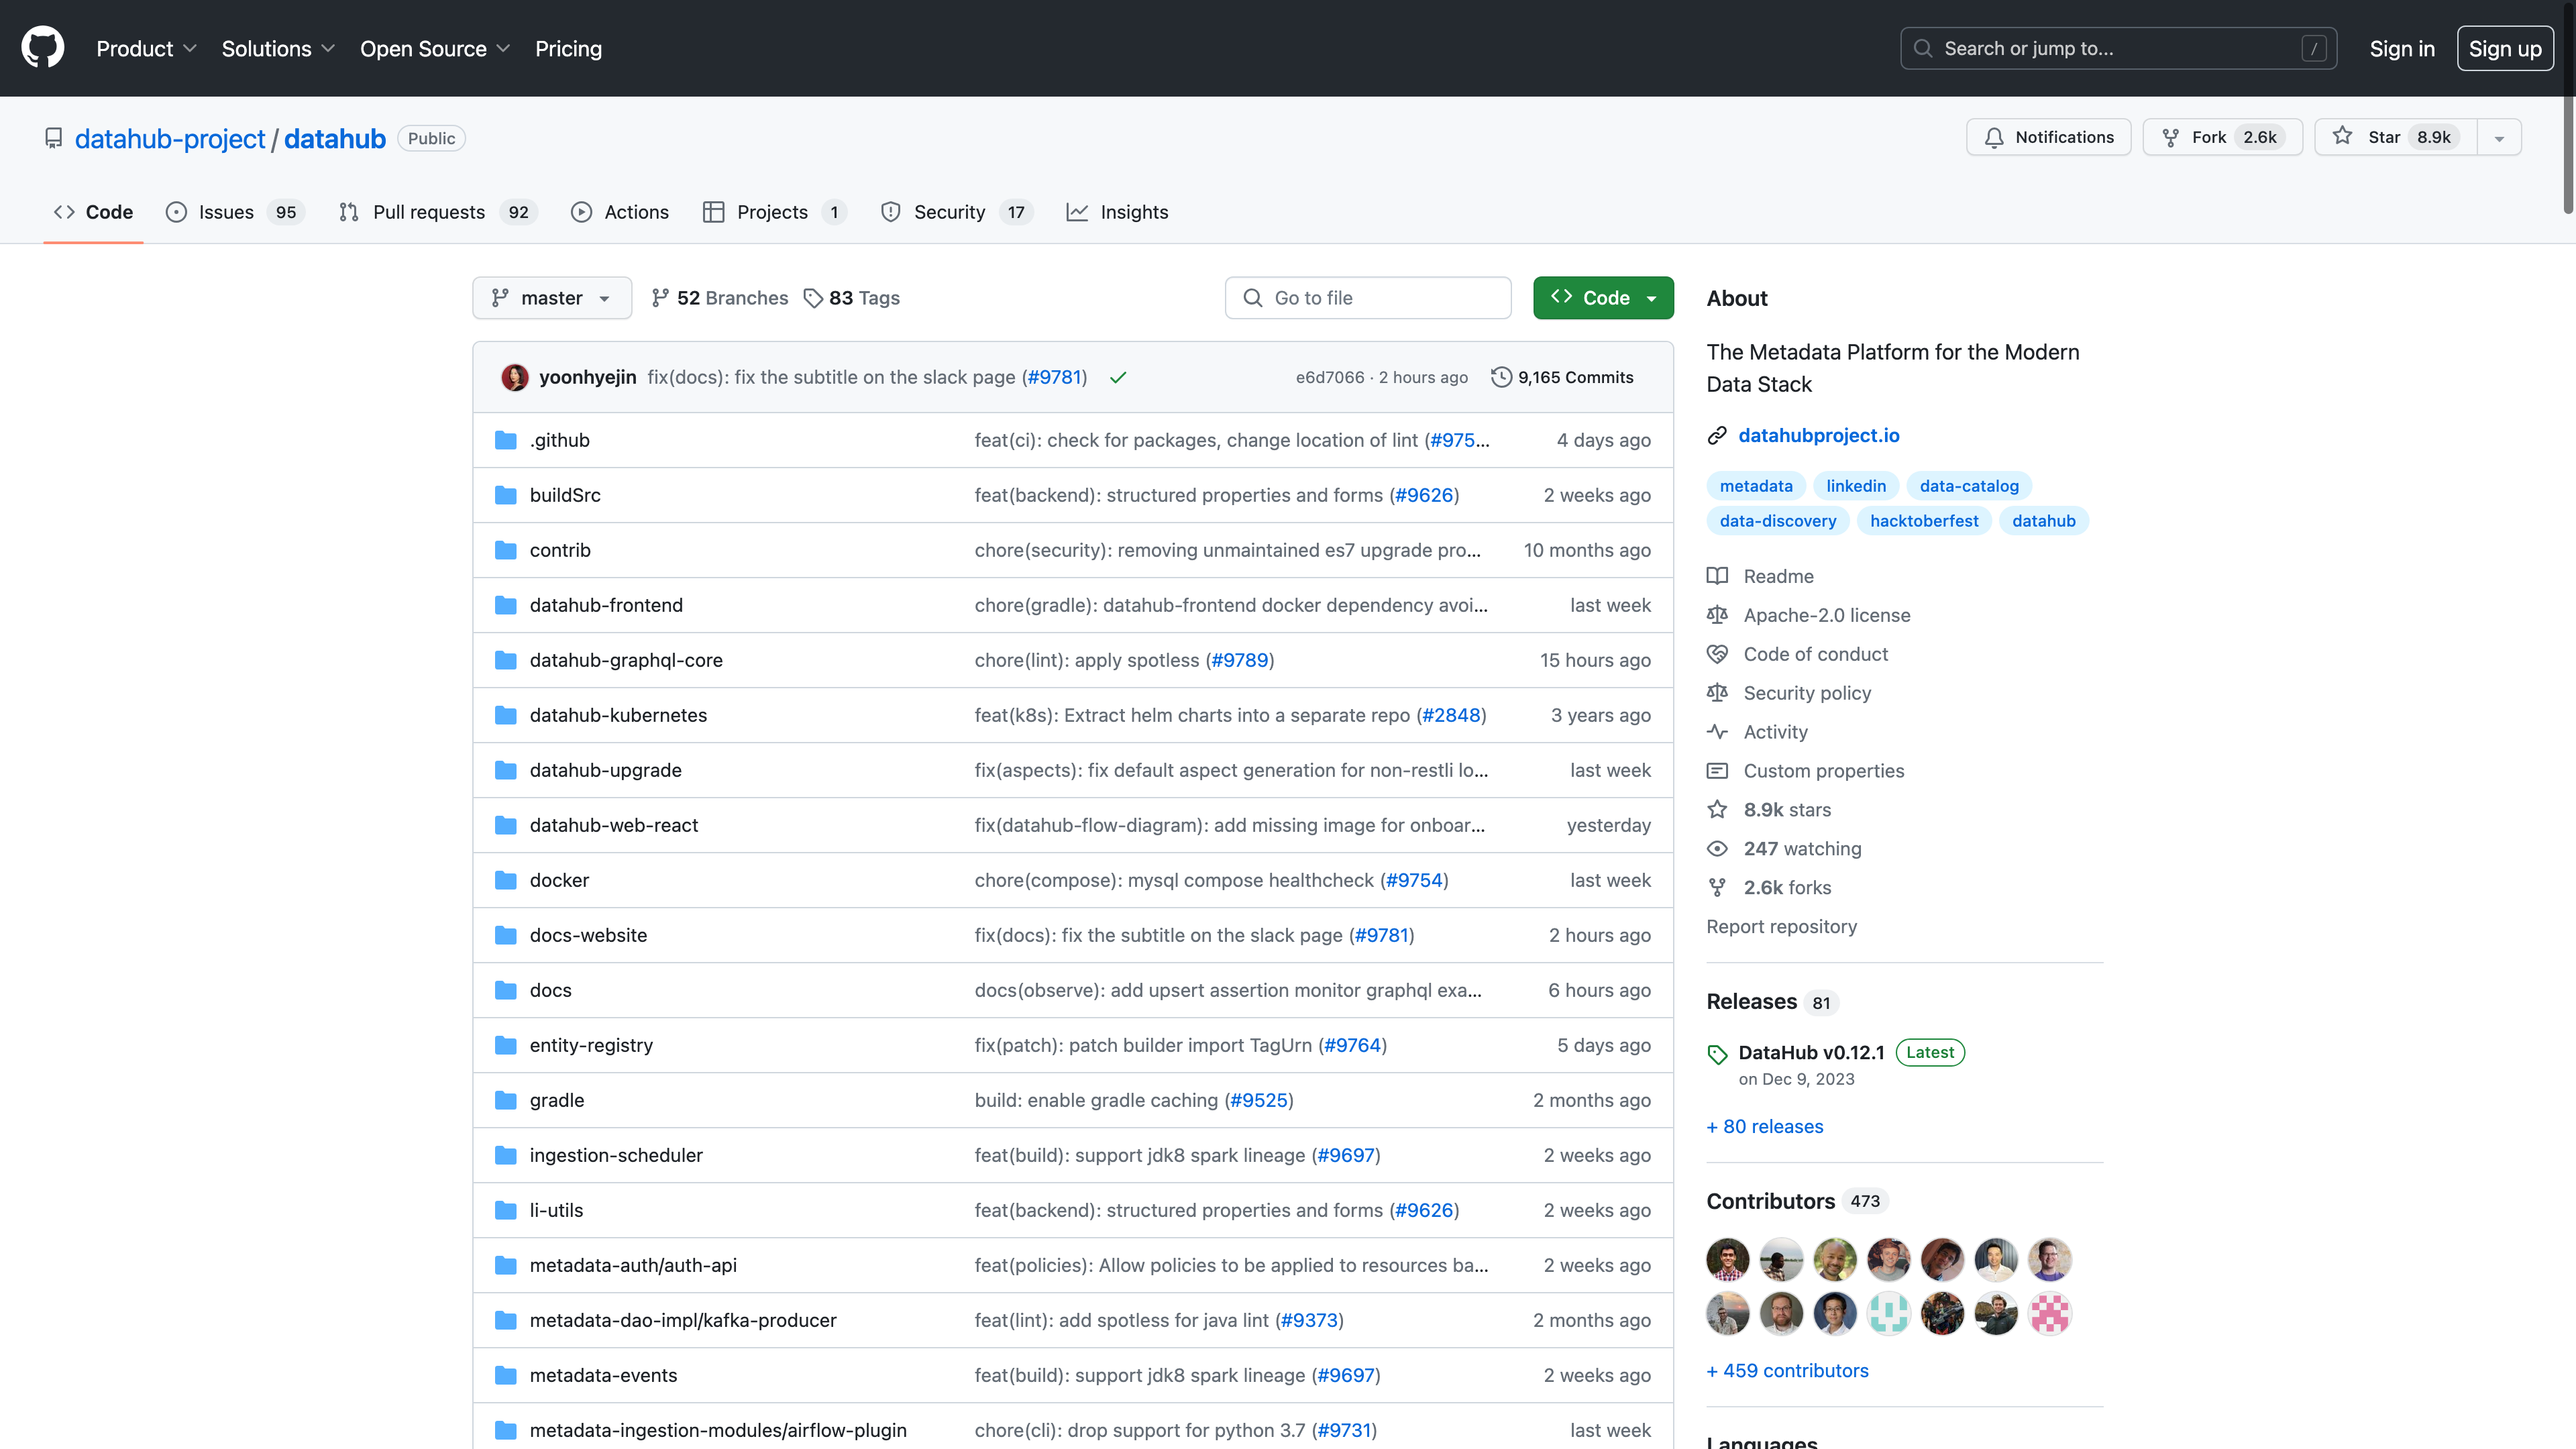 Product Solutions Open Source Pricing Search or jump to... / Sign in Sign up
datahub-project / datahub Public Notifications Fork 2.6k Star 8.9k
Code Issues 95 Pull requests 92 Actions Projects 1 Security 17 Insights
master 52 Branches 83 Tags Go to file Code
yoonhyejin fix(docs): fix the subtitle on the slack page (#9781) e6d7066 · 2 hours ago 9,165 Commits
.github feat(ci): check for packages, change location of lint (#975... 4 days ago
buildSrc feat(backend): structured properties and forms (#9626) 2 weeks ago
contrib chore(security): removing unmaintained es7 upgrade pro... 10 months ago
datahub-frontend chore(gradle): datahub-frontend docker dependency avoi... last week
datahub-graphql-core chore(lint): apply spotless (#9789) 15 hours ago
datahub-kubernetes feat(k8s): Extract helm charts into a separate repo (#2848) 3 years ago
datahub-upgrade fix(aspects): fix default aspect generation for non-restli lo... last week
datahub-web-react fix(datahub-flow-diagram): add missing image for onboar... yesterday
docker chore(compose): mysql compose healthcheck (#9754) last week
docs-website fix(docs): fix the subtitle on the slack page (#9781) 2 hours ago
docs docs(observe): add upsert assertion monitor graphql exa... 6 hours ago
entity-registry fix(patch): patch builder import TagUrn (#9764) 5 days ago
gradle build: enable gradle caching (#9525) 2 months ago
ingestion-scheduler feat(build): support jdk8 spark lineage (#9697) 2 weeks ago
li-utils feat(backend): structured properties and forms (#9626) 2 weeks ago
metadata-auth/auth-api feat(policies): Allow policies to be applied to resources ba... 2 weeks ago
metadata-dao-impl/kafka-producer feat(lint): add spotless for java lint (#9373) 2 months ago
metadata-events feat(build): support jdk8 spark lineage (#9697) 2 weeks ago
metadata-ingestion-modules/airflow-plugin chore(cli): drop support for python 3.7 (#9731) last week
About
The Metadata Platform for the Modern
Data Stack
datahubproject.io
metadata linkedin data-catalog
data-discovery hacktoberfest datahub
Readme
Apache-2.0 license
Code of conduct
Security policy
Activity
Custom properties
8.9k stars
247 watching
2.6k forks
Report repository
Releases 81
DataHub v0.12.1 Latest
on Dec 9, 2023
+ 80 releases
Contributors 473
+ 459 contributors
Languages